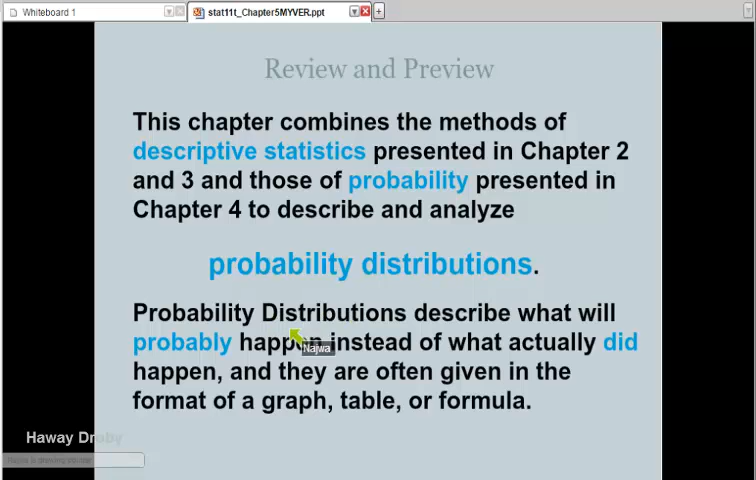 Whiteboard 1
stat11t_Chapter5MYVER.ppt
Review and Preview
This chapter combines the methods of
descriptive statistics presented in Chapter 2
and 3 and those of probability presented in
Chapter 4 to describe and analyze
probability distributions.
Probability Distributions describe what will
probably happen instead of what actually did
Najwa
happen, and they are often given in the
format of a graph, table, or formula.
Haway Droby